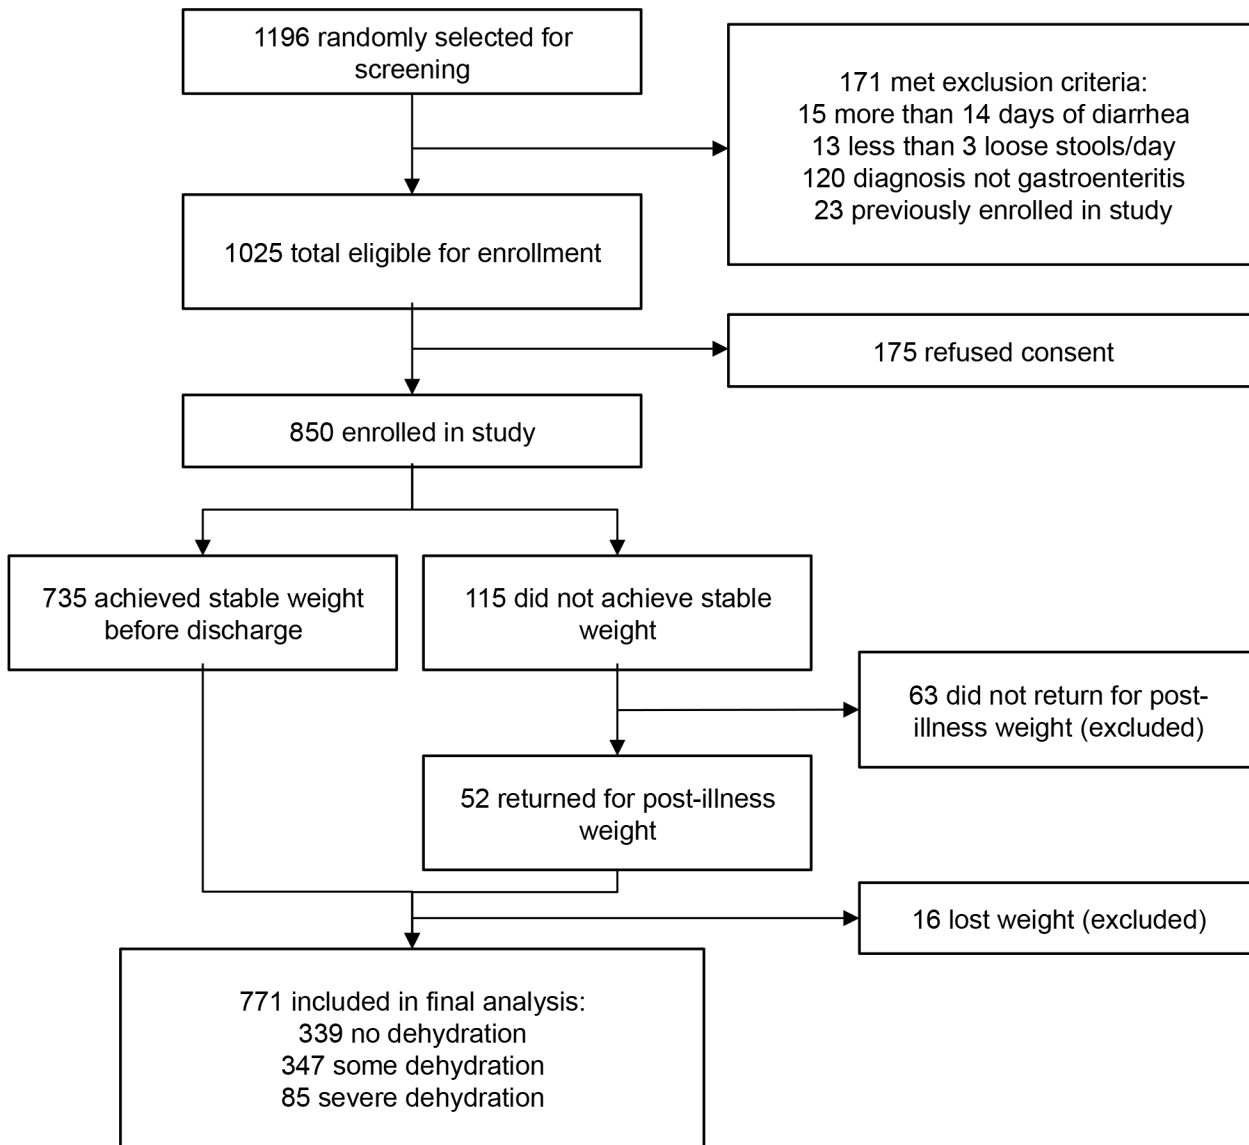 1196 randomly selected for
screening
171 met exclusion criteria:
15 more than 14 days of diarrhea
13 less than 3 loose stools/day
120 diagnosis not gastroenteritis
23 previously enrolled in study
1025 total eligible for enrollment
175 refused consent
850 enrolled in study
735 achieved stable weight
before discharge
115 did not achieve stable
weight
63 did not return for post-
illness weight (excluded)
52 returned for post-illness
weight
16 lost weight (excluded)
771 included in final analysis:
339 no dehydration
347 some dehydration
85 severe dehydration